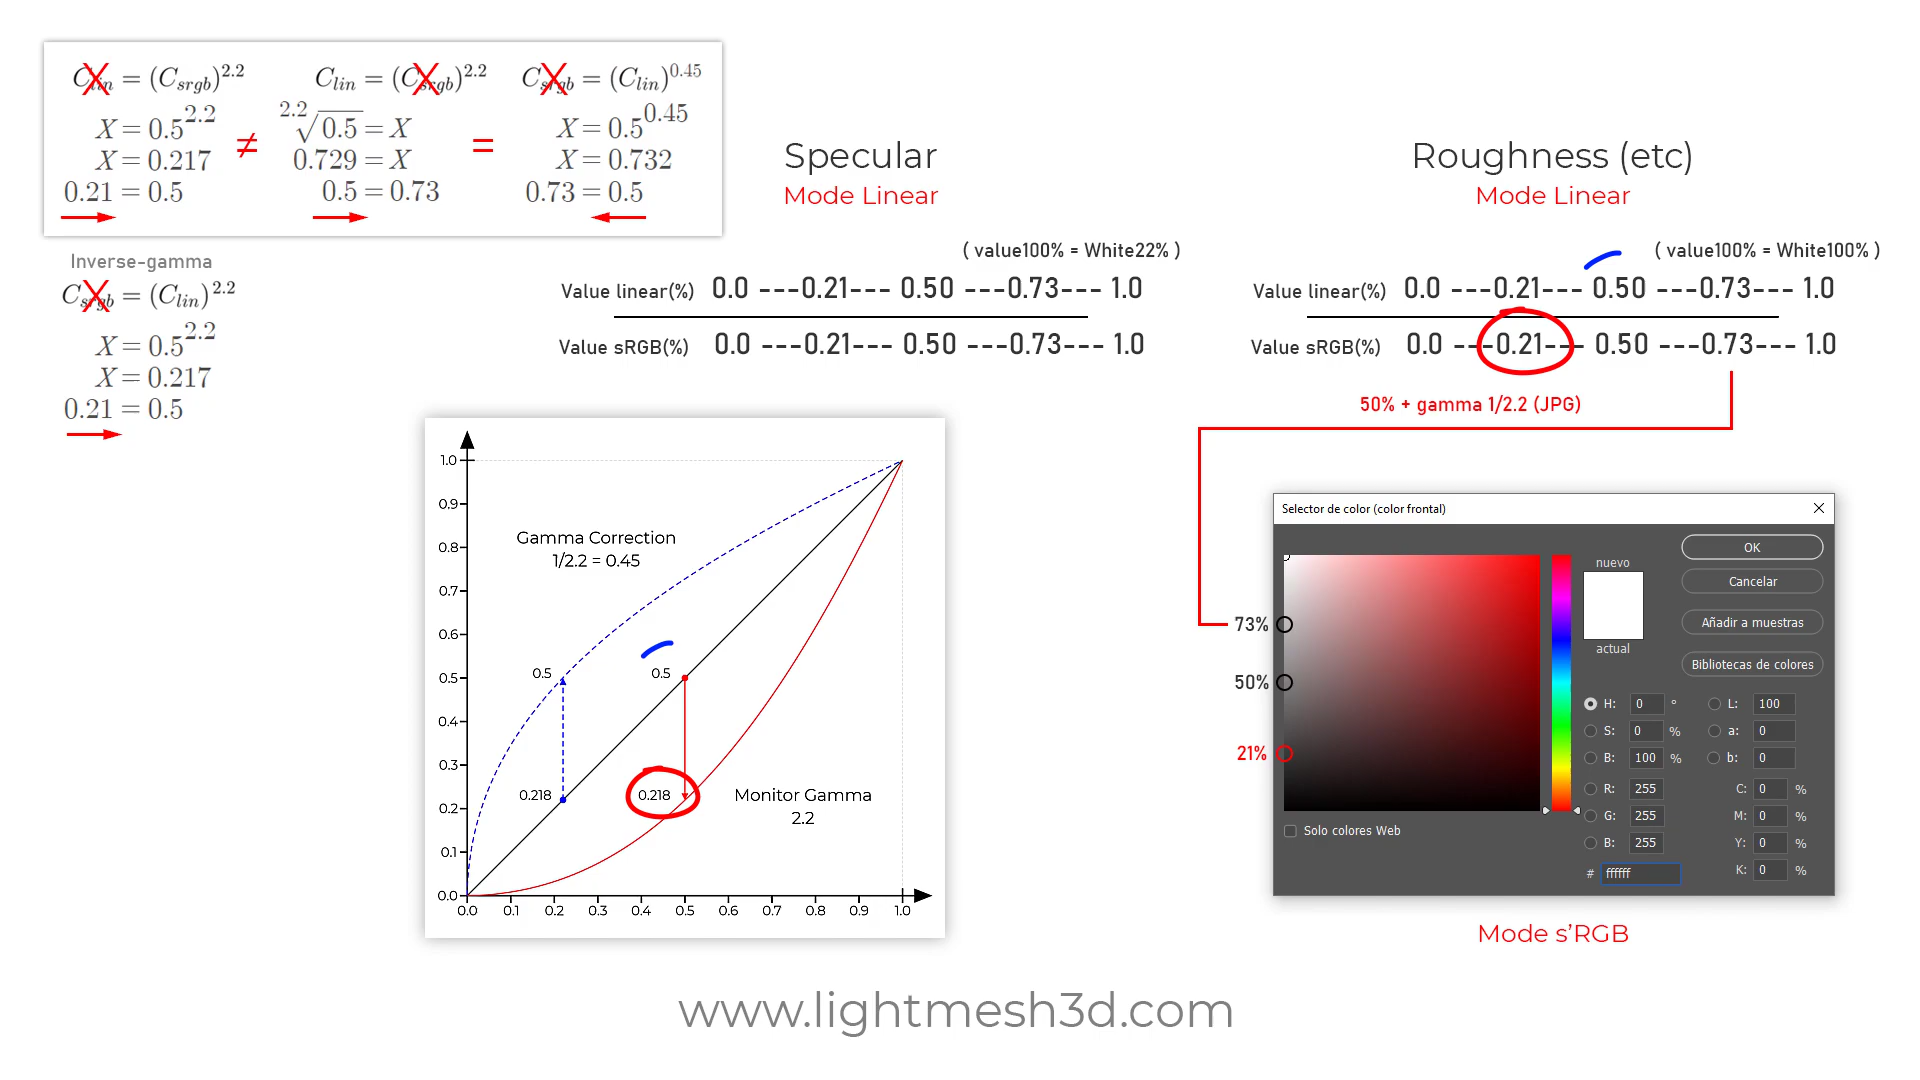 C_lin = (C_srgb)^2.2
X = 0.5^2.2
X = 0.217
0.21 = 0.5
≠
C_lin = (C_srgb)^2.2
2.2√0.5 = X
0.729 = X
0.5 = 0.73
=
C_srgb = (C_lin)^0.45
X = 0.5^0.45
X = 0.732
0.73 = 0.5
Inverse-gamma
C_srgb = (C_lin)^2.2
X = 0.5^2.2
X = 0.217
0.21 = 0.5
Specular
Mode Linear
( value100% = White22% )
Value linear(%) 0.0 ---0.21--- 0.50 ---0.73--- 1.0
Value sRGB(%) 0.0 ---0.21--- 0.50 ---0.73--- 1.0
Roughness (etc)
Mode Linear
( value100% = White100% )
Value linear(%) 0.0 ---0.21--- 0.50 ---0.73--- 1.0
Value sRGB(%) 0.0 ---0.21--- 0.50 ---0.73--- 1.0
50% + gamma 1/2.2 (JPG)
1.0
0.9
0.8
0.7
0.6
0.5
0.4
0.3
0.2
0.1
0.0
Gamma Correction
1/2.2 = 0.45
0.5
0.5
0.218
0.218
Monitor Gamma
2.2
0.0 0.1 0.2 0.3 0.4 0.5 0.6 0.7 0.8 0.9 1.0
73%
50%
21%
Selector de color (color frontal)
nuevo
actual
OK
Cancelar
Añadir a muestras
Bibliotecas de colores
H: 0 °
S: 0 %
B: 100 %
R: 255
G: 255
B: 255
# ffffff
L: 100
a: 0
b: 0
C: 0 %
M: 0 %
Y: 0 %
K: 0 %
Solo colores Web
Mode s'RGB
www.lightmesh3d.com